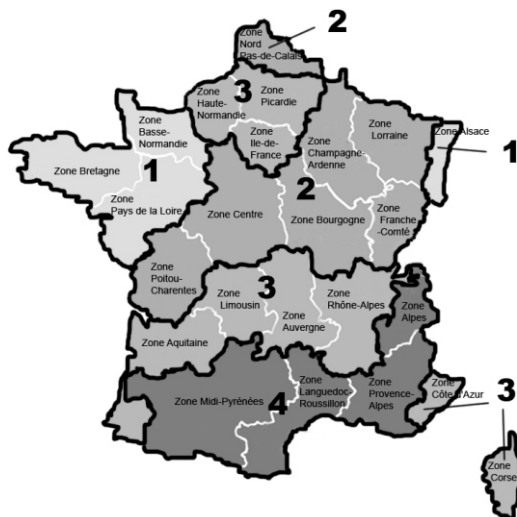 Zone
Nord
Pas-de-Calais
2
Zone
Haute-
Normandie
3
Zone
Picardie
Zone
Ile-de-
France
Zone
Basse-
Normandie
Zone Bretagne
1
Zone
Pays de la Loire
Zone
Champagne-
Ardenne
Zone
Lorraine
Zone Alsace
1
Zone Centre
2
Zone Bourgogne
Zone
Franche
-Comté
Zone
Poitou-
Charentes
Zone
Limousin
3
Zone
Auvergne
Zone
Rhône-Alpes
Zone
Alpes
Zone Aquitaine
Zone Midi-Pyrénées
4
Zone
Languedoc
Roussillon
Zone
Provence-
Alpes
Zone
Côte d'Azur
3
Zone
Corse